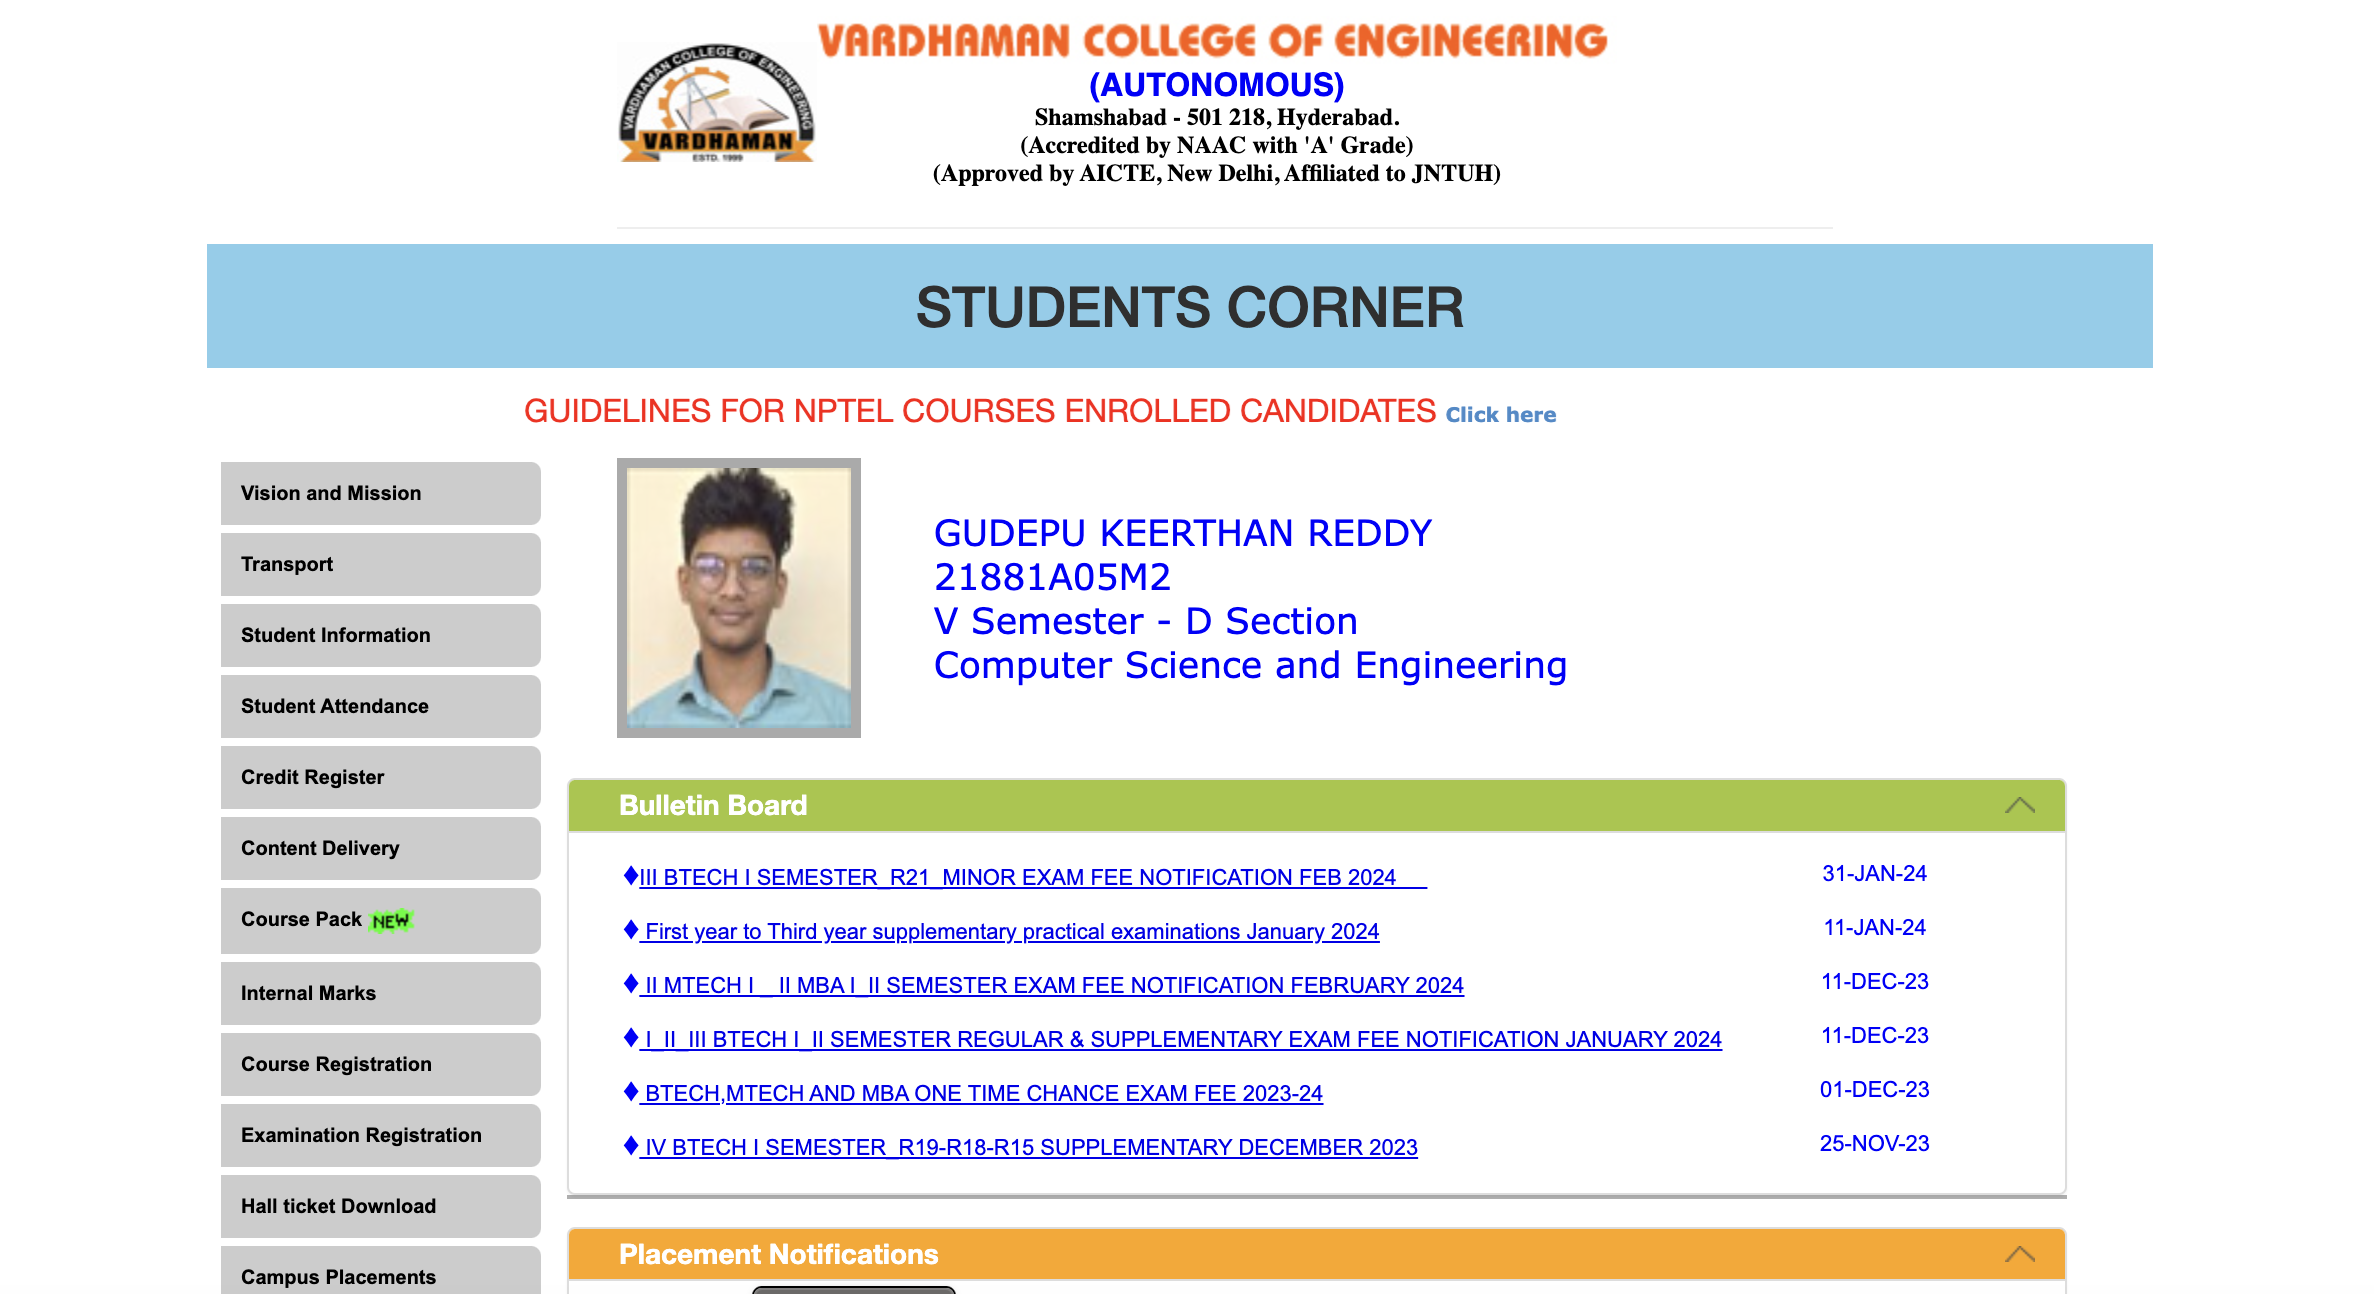 VARDHAMAN COLLEGE OF ENGINEERING
VARDHAMAN COLLEGE OF ENGINEERING
VARDHAMAN
ESTD. 1999
(AUTONOMOUS)
Shamshabad - 501 218, Hyderabad.
(Accredited by NAAC with 'A' Grade)
(Approved by AICTE, New Delhi, Affiliated to JNTUH)
STUDENTS CORNER
GUIDELINES FOR NPTEL COURSES ENROLLED CANDIDATES Click here
Vision and Mission
Transport
Student Information
Student Attendance
Credit Register
Content Delivery
Course Pack NEW
Internal Marks
Course Registration
Examination Registration
Hall ticket Download
Campus Placements
GUDEPU KEERTHAN REDDY
21881A05M2
V Semester - D Section
Computer Science and Engineering
Bulletin Board
III BTECH I SEMESTER_R21_MINOR EXAM FEE NOTIFICATION FEB 2024 31-JAN-24
First year to Third year supplementary practical examinations January 2024 11-JAN-24
II MTECH I _ II MBA I_II SEMESTER EXAM FEE NOTIFICATION FEBRUARY 2024 11-DEC-23
I_II_III BTECH I_II SEMESTER REGULAR & SUPPLEMENTARY EXAM FEE NOTIFICATION JANUARY 2024 11-DEC-23
BTECH,MTECH AND MBA ONE TIME CHANCE EXAM FEE 2023-24 01-DEC-23
IV BTECH I SEMESTER_R19-R18-R15 SUPPLEMENTARY DECEMBER 2023 25-NOV-23
Placement Notifications